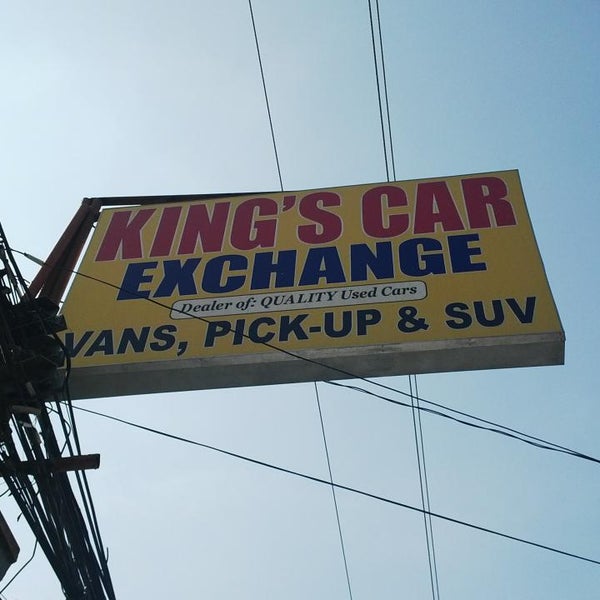 KING'S CAR
EXCHANGE
Dealer of: QUALITY Used Cars
VANS, PICK-UP & SUV